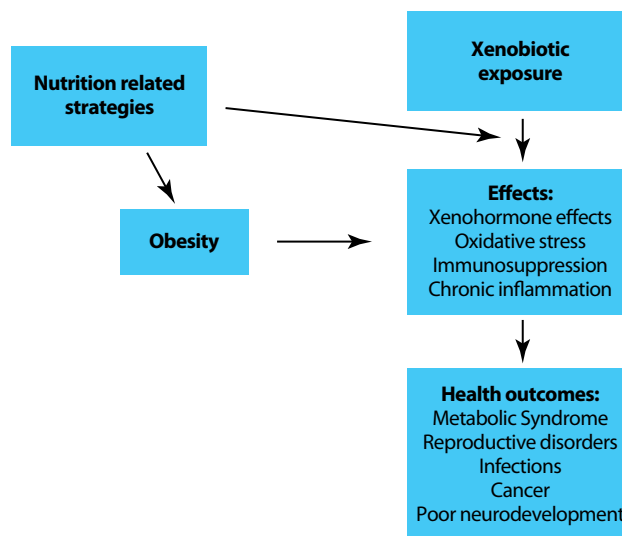 Xenobiotic
exposure
Nutrition related
strategies
Effects:
Xenohormone effects
Oxidative stress
Immunosuppression
Chronic inflammation
Obesity
Health outcomes:
Metabolic Syndrome
Reproductive disorders
Infections
Cancer
Poor neurodevelopment